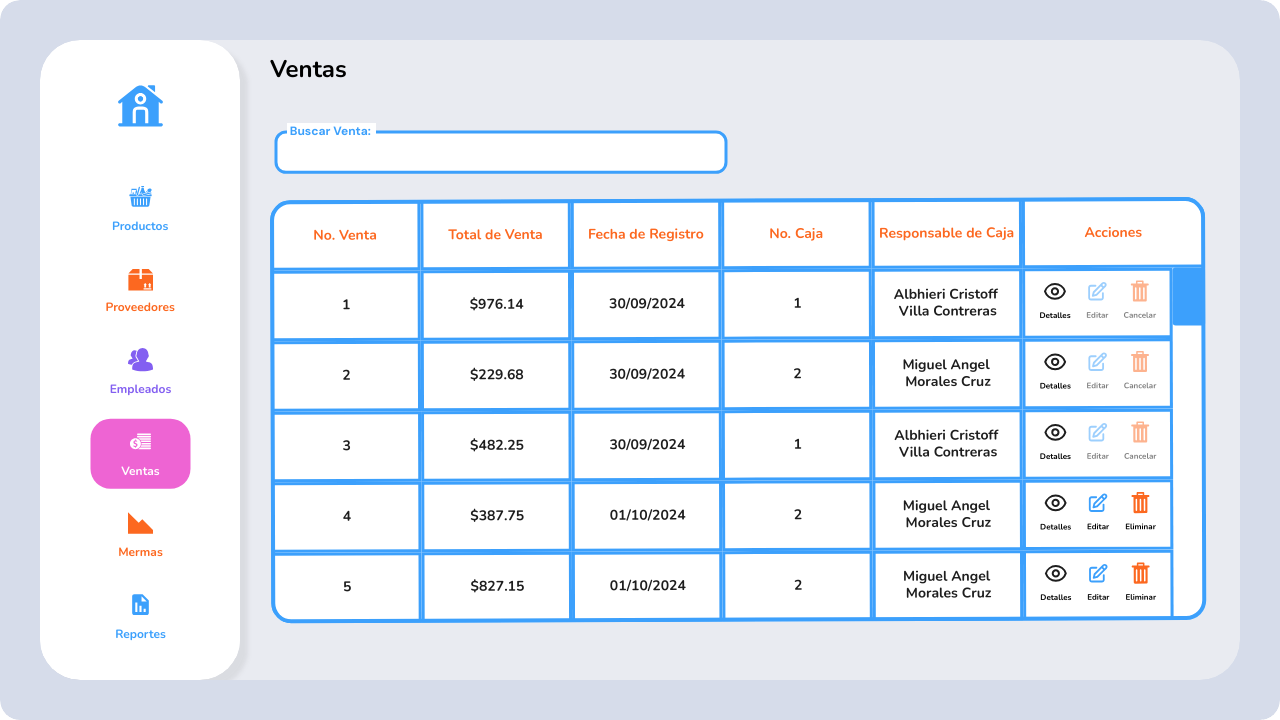 Ventas
Buscar Venta:
Productos
Proveedores
Empleados
Ventas
Mermas
Reportes
No. Venta
Total de Venta
Fecha de Registro
No. Caja
Responsable de Caja
Acciones
1
$976.14
30/09/2024
1
Albhieri Cristoff
Villa Contreras
Detalles
Editar
Cancelar
2
$229.68
30/09/2024
2
Miguel Angel
Morales Cruz
Detalles
Editar
Cancelar
3
$482.25
30/09/2024
1
Albhieri Cristoff
Villa Contreras
Detalles
Editar
Cancelar
4
$387.75
01/10/2024
2
Miguel Angel
Morales Cruz
Detalles
Editar
Eliminar
5
$827.15
01/10/2024
2
Miguel Angel
Morales Cruz
Detalles
Editar
Eliminar